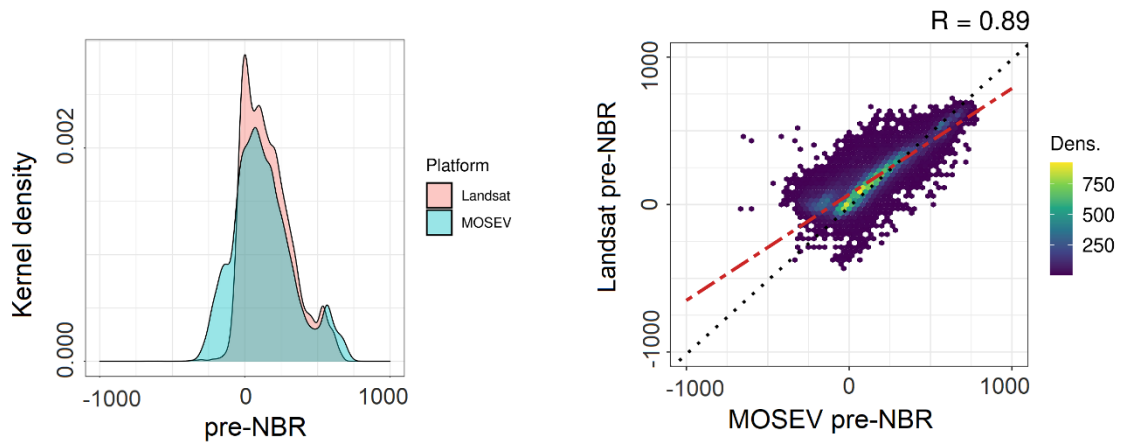 Kernel density
0.002
0.000
-1000
0
1000
pre-NBR
Platform
Landsat
MOSEV
R = 0.89
Landsat pre-NBR
1000
0
-1000
-1000
0
1000
MOSEV pre-NBR
Dens.
750
500
250